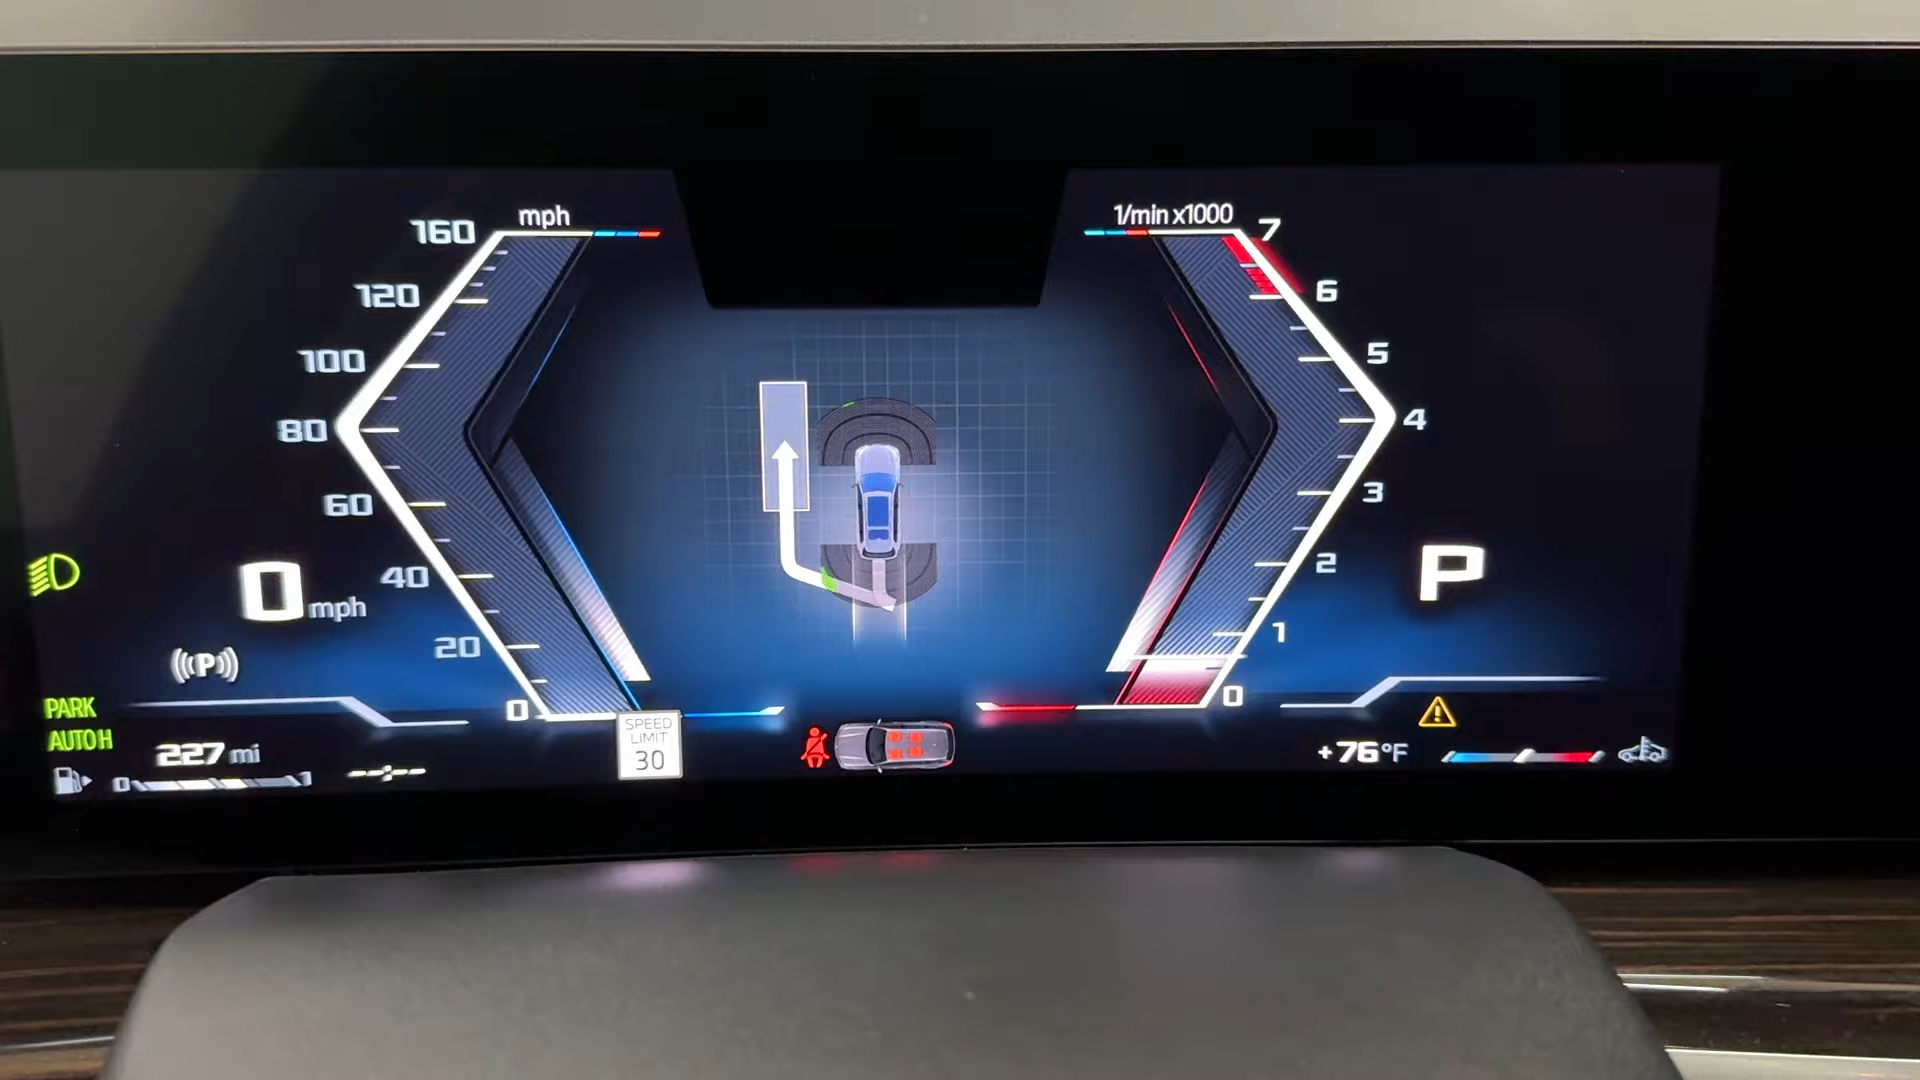 mph
160
120
100
80
60
40
20
0
0 mph
(P)
PARK
AUTO H
227 mi
0 1
--.--
SPEED
LIMIT
30
1/min x1000
7
6
5
4
3
2
1
0
P
+76°F